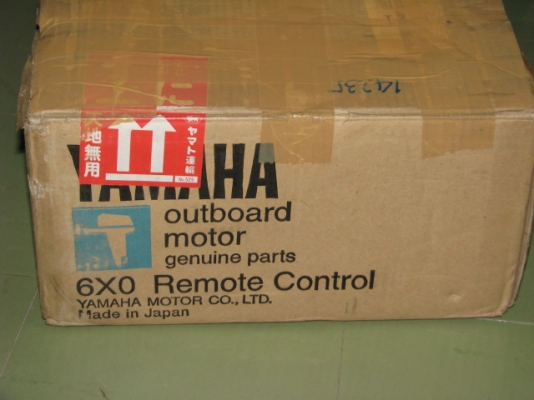 1433F
地無用
ヤマト運輸
YAMAHA
outboard
motor
genuine parts
6X0 Remote Control
YAMAHA MOTOR CO., LTD.
Made in Japan